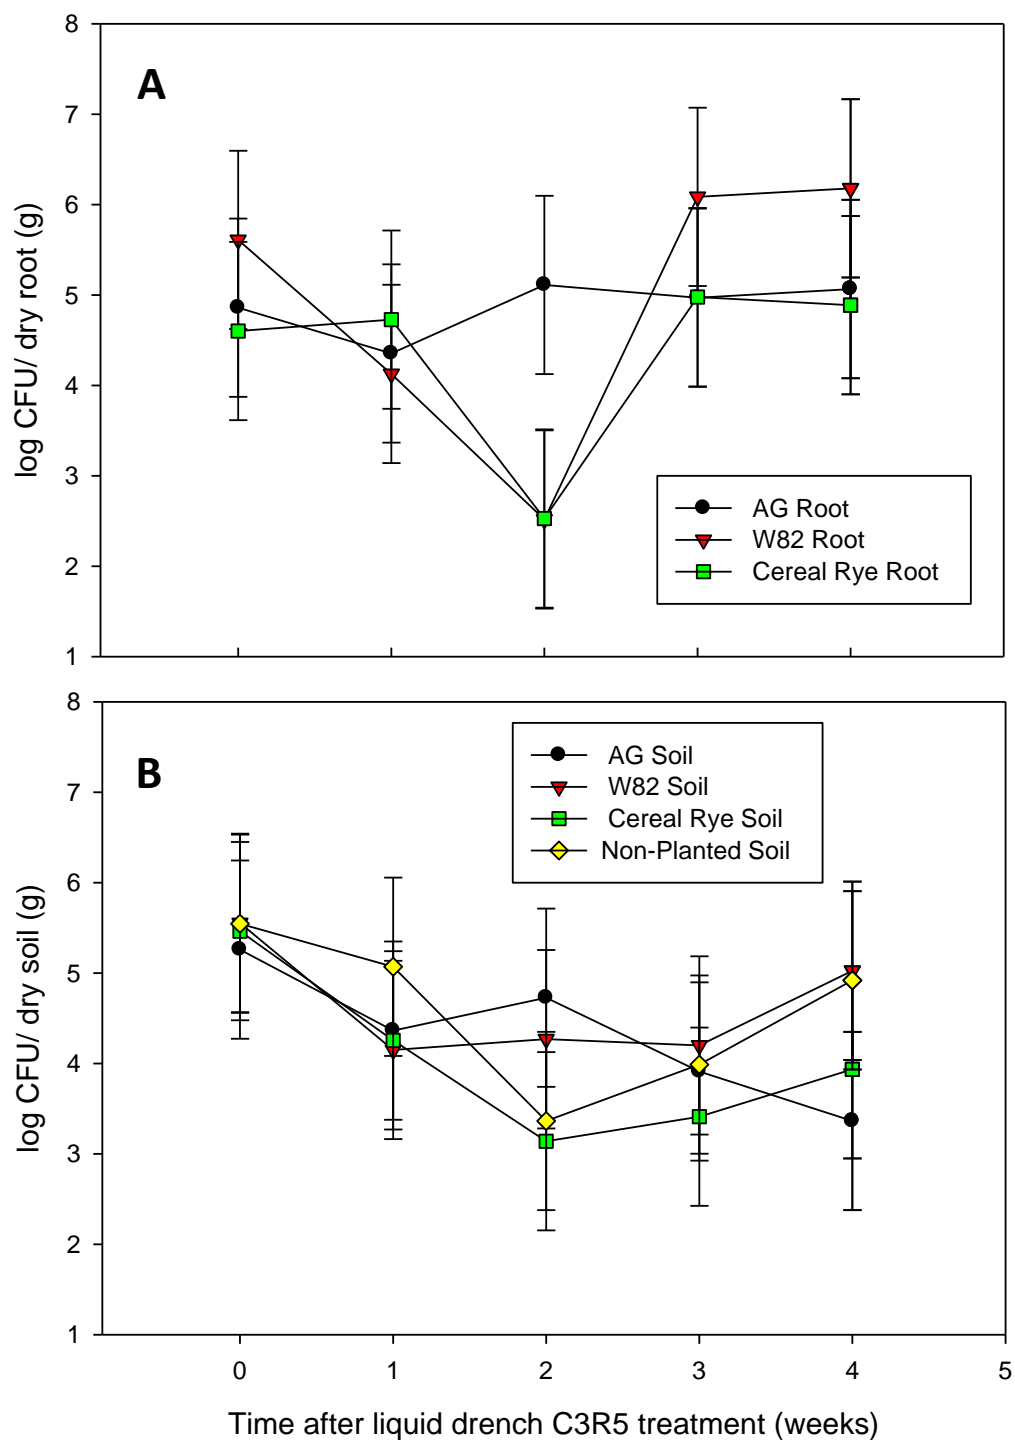 8
A
7
6
5
4
3
2
1
log CFU/ dry root (g)
AG Root
W82 Root
Cereal Rye Root
8
B
7
6
5
4
3
2
1
log CFU/ dry soil (g)
AG Soil
W82 Soil
Cereal Rye Soil
Non-Planted Soil
0 1 2 3 4 5
Time after liquid drench C3R5 treatment (weeks)